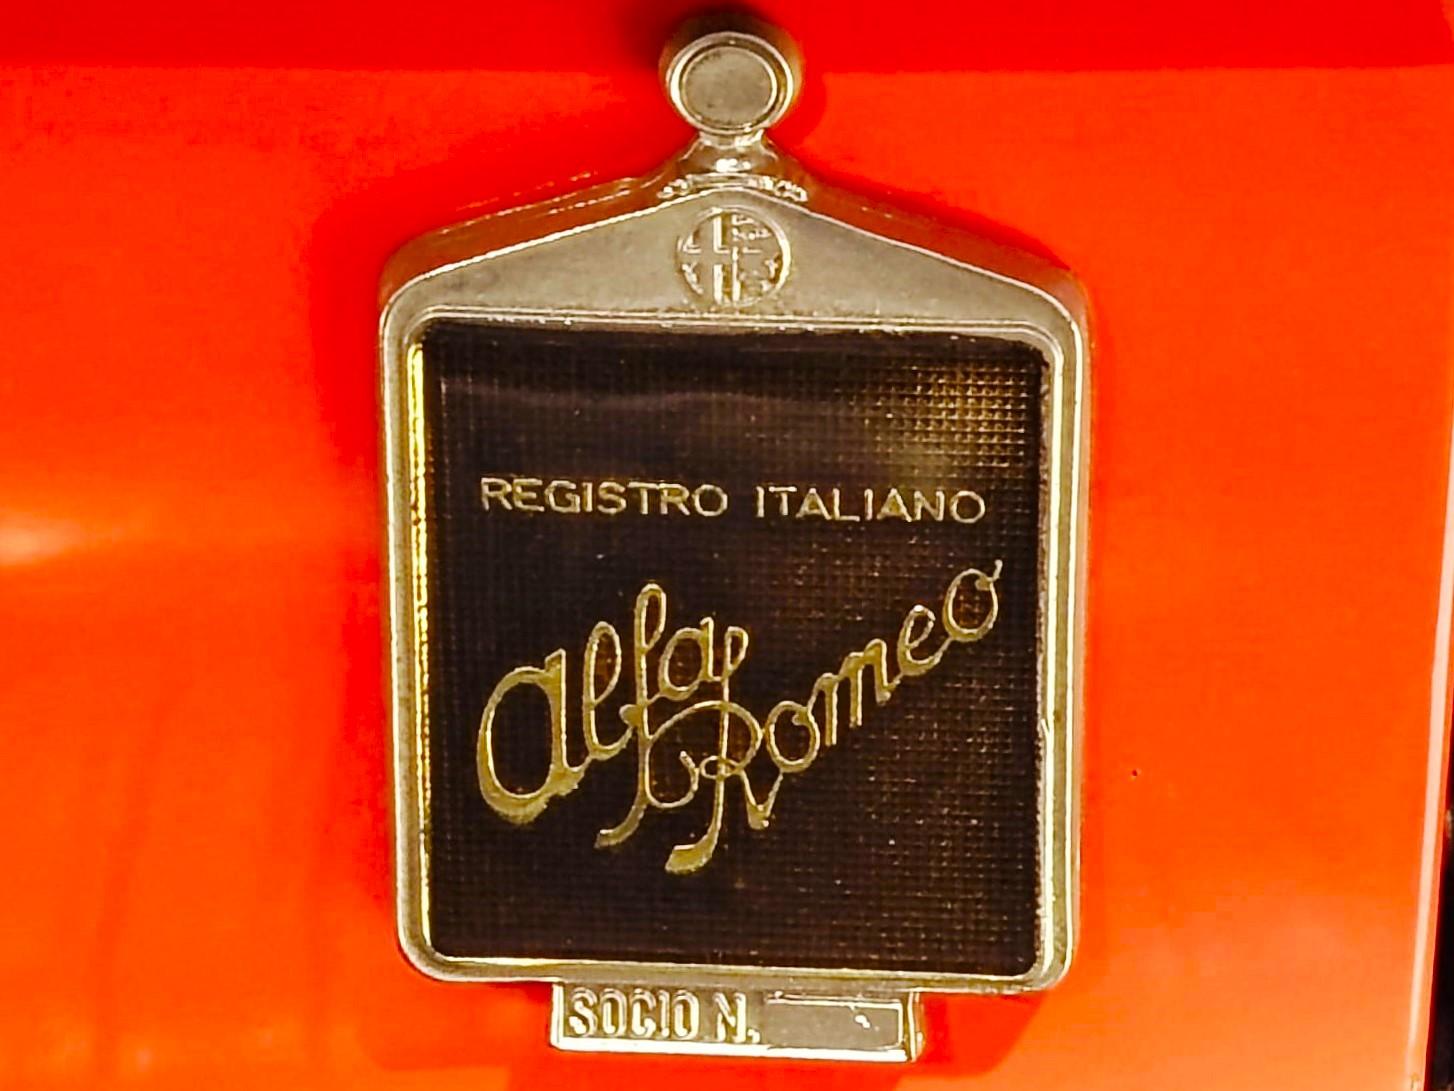 REGISTRO ITALIANO
Alfa Romeo
SOCIO N.